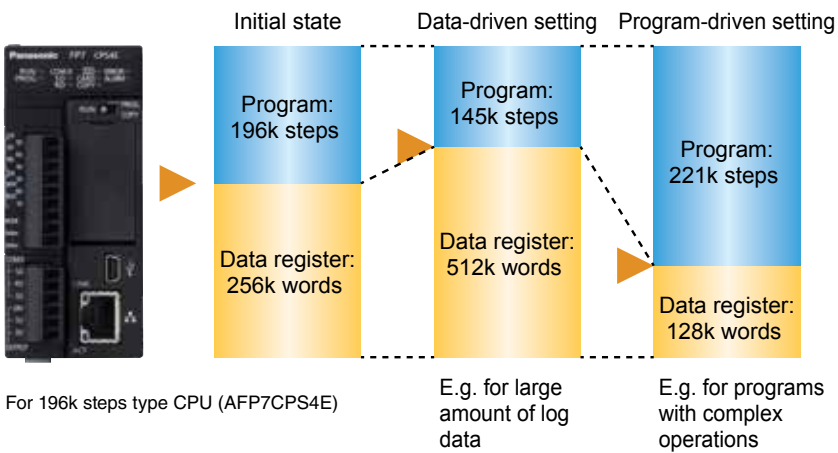 Initial state
Data-driven setting
Program-driven setting
Panasonic FP7 CPS4E
Program:
196k steps
Program:
145k steps
Program:
221k steps
Data register:
256k words
Data register:
512k words
Data register:
128k words
For 196k steps type CPU (AFP7CPS4E)
E.g. for large
amount of log
data
E.g. for programs
with complex
operations